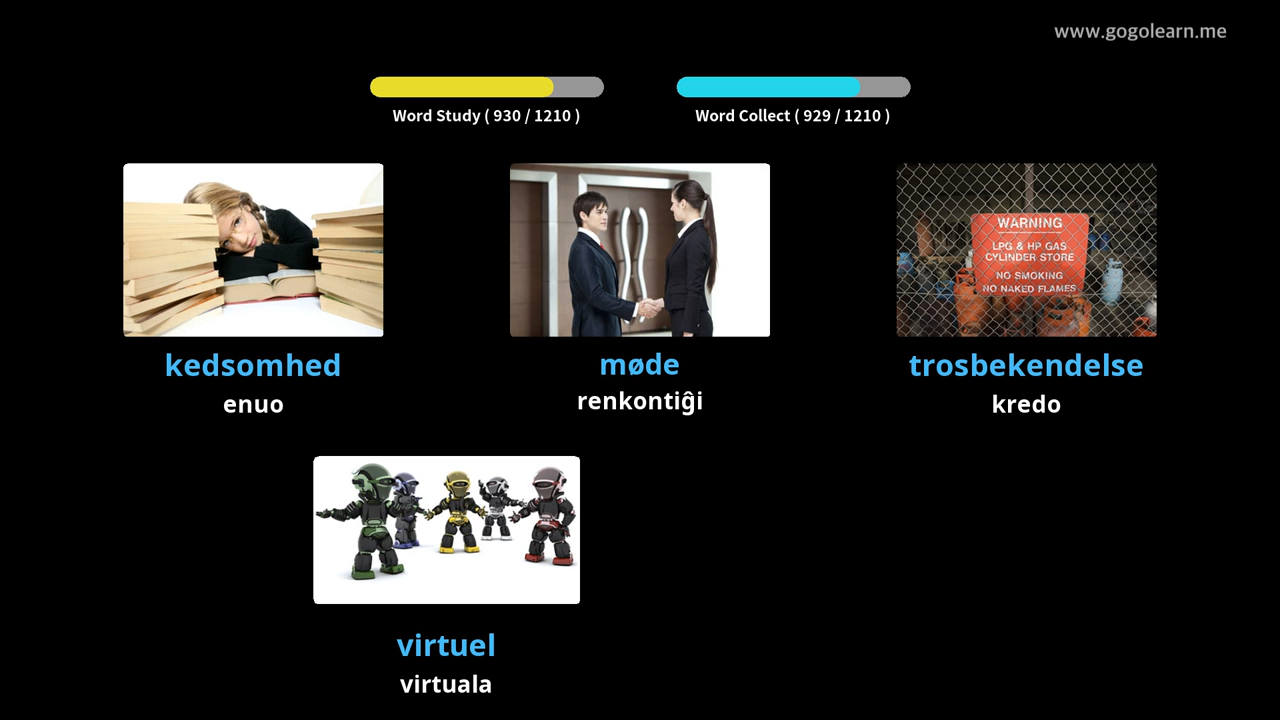 www.gogolearn.me
Word Study ( 930 / 1210 )
Word Collect ( 929 / 1210 )
WARNING
LPG & HP GAS
CYLINDER STORE
NO SMOKING
NO NAKED FLAMES
kedsomhed
møde
trosbekendelse
enuo
renkontiĝi
kredo
virtuel
virtuala